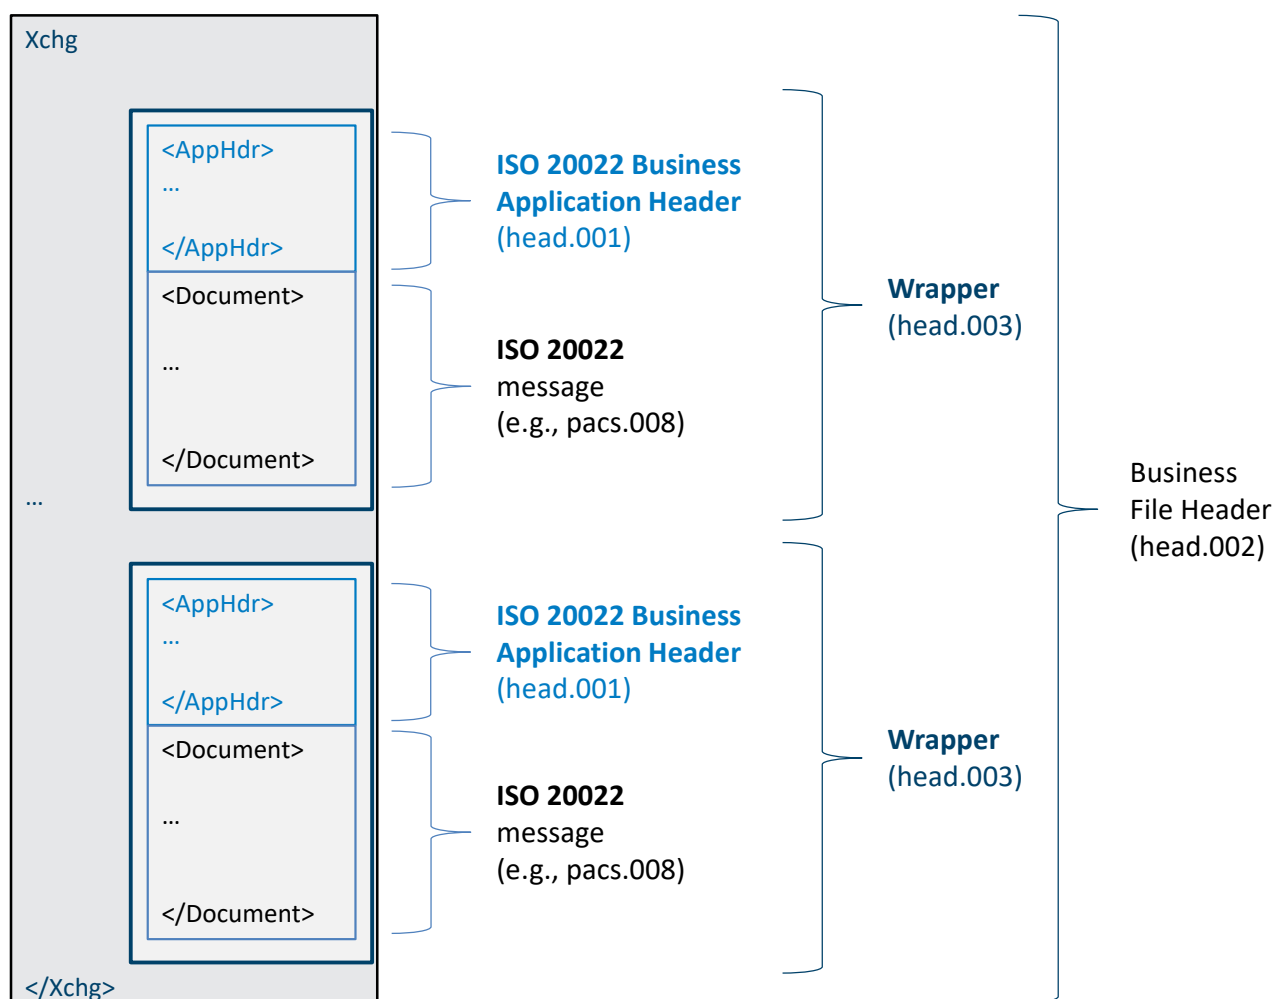 Xchg
<AppHdr>
…
</AppHdr>
<Document>
…
</Document>
ISO 20022 Business
Application Header
(head.001)
ISO 20022
message
(e.g., pacs.008)
Wrapper
(head.003)
…
<AppHdr>
…
</AppHdr>
<Document>
…
</Document>
ISO 20022 Business
Application Header
(head.001)
ISO 20022
message
(e.g., pacs.008)
Wrapper
(head.003)
Business
File Header
(head.002)
</Xchg>